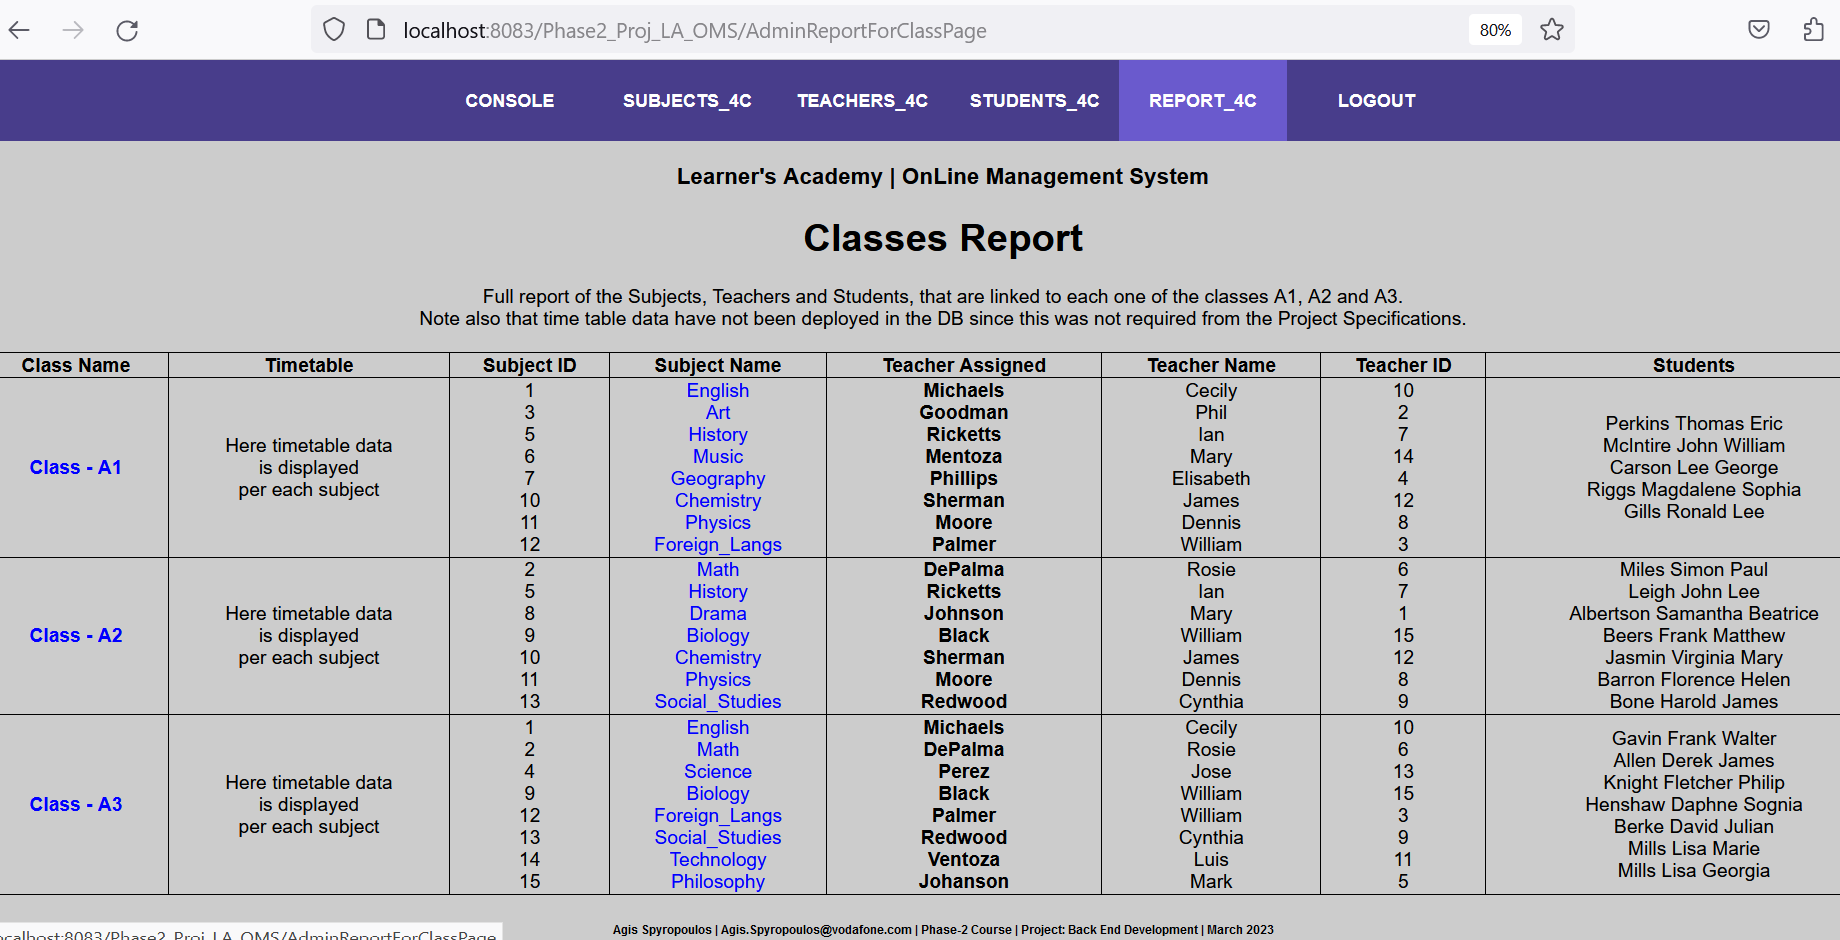 localhost:8083/Phase2_Proj_LA_OMS/AdminReportForClassPage 80%
CONSOLE SUBJECTS_4C TEACHERS_4C STUDENTS_4C REPORT_4C LOGOUT
Learner's Academy | OnLine Management System
Classes Report
Full report of the Subjects, Teachers and Students, that are linked to each one of the classes A1, A2 and A3.
Note also that time table data have not been deployed in the DB since this was not required from the Project Specifications.
Class Name Timetable Subject ID Subject Name Teacher Assigned Teacher Name Teacher ID Students
Class - A1
Here timetable data
is displayed
per each subject
1 English Michaels Cecily 10
3 Art Goodman Phil 2
5 History Ricketts Ian 7
6 Music Mentoza Mary 14
7 Geography Phillips Elisabeth 4
10 Chemistry Sherman James 12
11 Physics Moore Dennis 8
12 Foreign_Langs Palmer William 3
Perkins Thomas Eric
McIntire John William
Carson Lee George
Riggs Magdalene Sophia
Gills Ronald Lee
Class - A2
Here timetable data
is displayed
per each subject
2 Math DePalma Rosie 6
5 History Ricketts Ian 7
8 Drama Johnson Mary 1
9 Biology Black William 15
10 Chemistry Sherman James 12
11 Physics Moore Dennis 8
13 Social_Studies Redwood Cynthia 9
Miles Simon Paul
Leigh John Lee
Albertson Samantha Beatrice
Beers Frank Matthew
Jasmin Virginia Mary
Barron Florence Helen
Bone Harold James
Class - A3
Here timetable data
is displayed
per each subject
1 English Michaels Cecily 10
2 Math DePalma Rosie 6
4 Science Perez Jose 13
9 Biology Black William 15
12 Foreign_Langs Palmer William 3
13 Social_Studies Redwood Cynthia 9
14 Technology Ventoza Luis 11
15 Philosophy Johanson Mark 5
Gavin Frank Walter
Allen Derek James
Knight Fletcher Philip
Henshaw Daphne Sognia
Berke David Julian
Mills Lisa Marie
Mills Lisa Georgia
Agis Spyropoulos | Agis.Spyropoulos@vodafone.com | Phase-2 Course | Project: Back End Development | March 2023
ocalhost:8083/Phase2_Proj_LA_OMS/AdminReportForClassPage